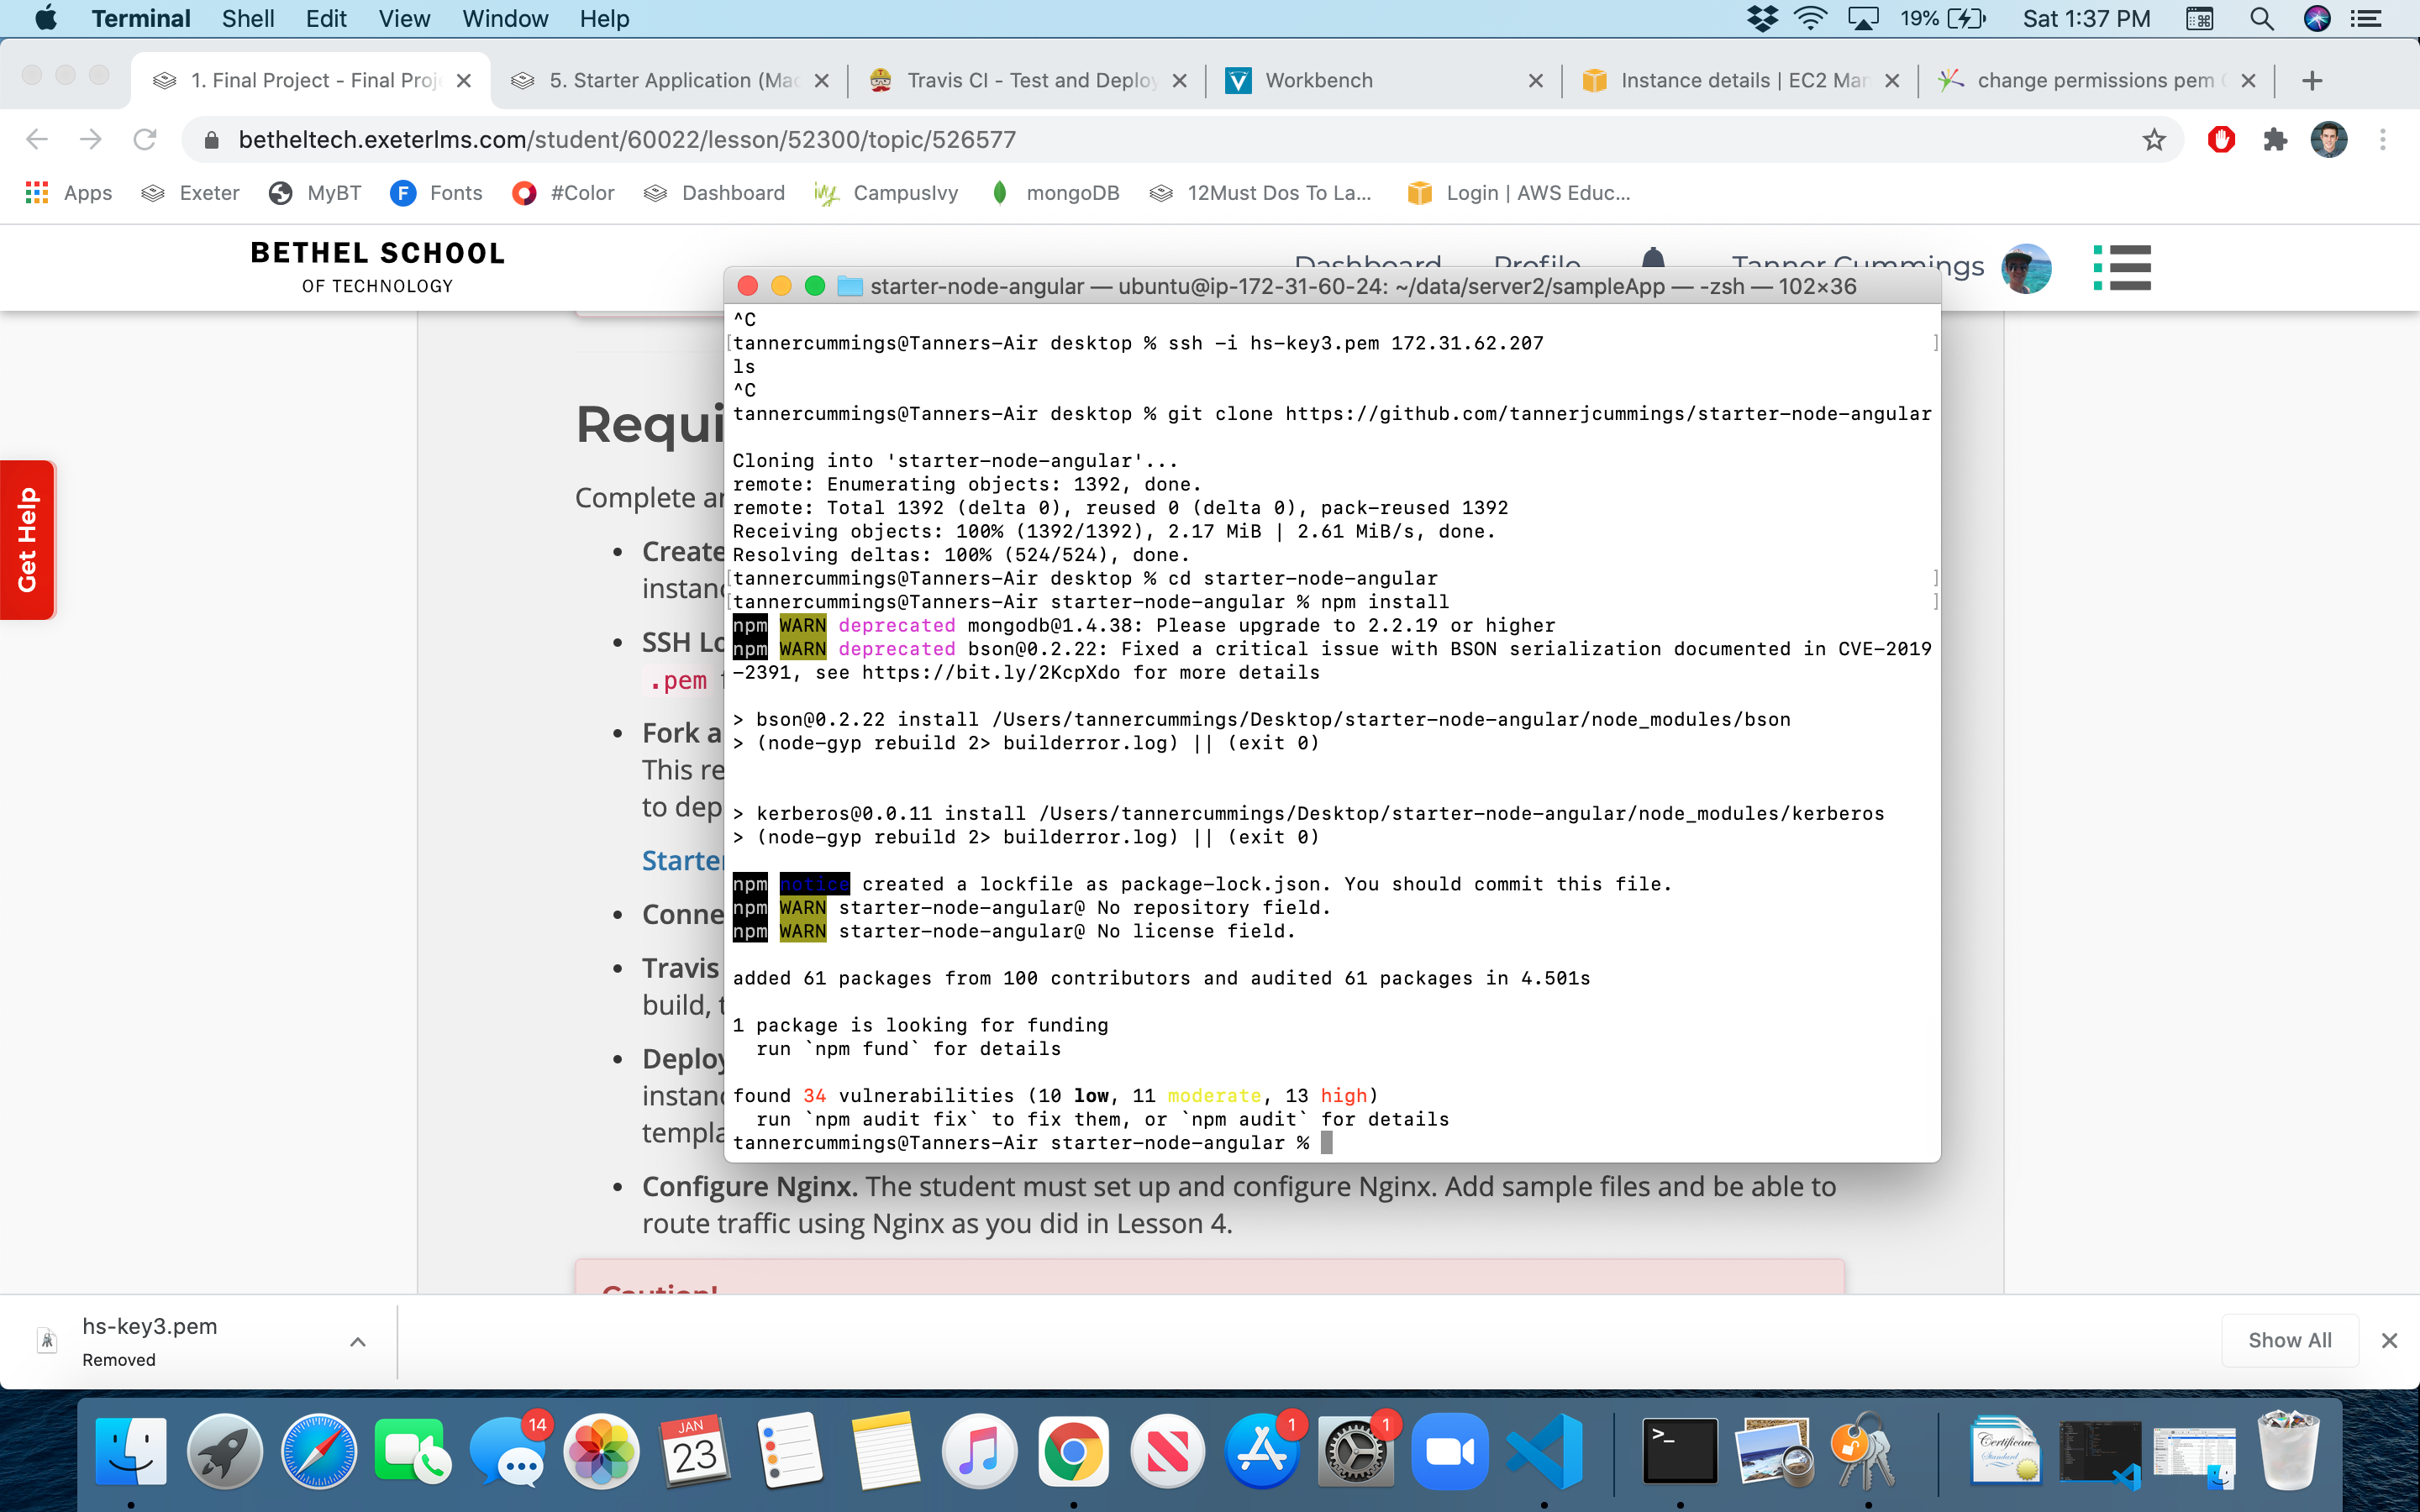 Terminal Shell Edit View Window Help 19% Sat 1:37 PM
1. Final Project - Final Proj 5. Starter Application (Mac Travis CI - Test and Deploy Workbench Instance details | EC2 Man change permissions pem
betheltech.exeterlms.com/student/60022/lesson/52300/topic/526577
Apps Exeter MyBT Fonts #Color Dashboard CampusIvy mongoDB 12Must Dos To La... Login | AWS Educ...
BETHEL SCHOOL
OF TECHNOLOGY
Dashboard Profile Tanner Cummings
Get Help
Requi
Complete an
Create
instanc
SSH Lo
.pem
Fork a
This re
to dep
Starter
Conne
Travis
build, t
Deploy
instanc
templa
Configure Nginx. The student must set up and configure Nginx. Add sample files and be able to
route traffic using Nginx as you did in Lesson 4.
Caution!
starter-node-angular — ubuntu@ip-172-31-60-24: ~/data/server2/sampleApp — -zsh — 102×36
^C
[tannercummings@Tanners-Air desktop % ssh -i hs-key3.pem 172.31.62.207 ]
ls
^C
tannercummings@Tanners-Air desktop % git clone https://github.com/tannerjcummings/starter-node-angular
Cloning into 'starter-node-angular'...
remote: Enumerating objects: 1392, done.
remote: Total 1392 (delta 0), reused 0 (delta 0), pack-reused 1392
Receiving objects: 100% (1392/1392), 2.17 MiB | 2.61 MiB/s, done.
Resolving deltas: 100% (524/524), done.
[tannercummings@Tanners-Air desktop % cd starter-node-angular ]
[tannercummings@Tanners-Air starter-node-angular % npm install ]
npm WARN deprecated mongodb@1.4.38: Please upgrade to 2.2.19 or higher
npm WARN deprecated bson@0.2.22: Fixed a critical issue with BSON serialization documented in CVE-2019
-2391, see https://bit.ly/2KcpXdo for more details
> bson@0.2.22 install /Users/tannercummings/Desktop/starter-node-angular/node_modules/bson
> (node-gyp rebuild 2> builderror.log) || (exit 0)
> kerberos@0.0.11 install /Users/tannercummings/Desktop/starter-node-angular/node_modules/kerberos
> (node-gyp rebuild 2> builderror.log) || (exit 0)
npm notice created a lockfile as package-lock.json. You should commit this file.
npm WARN starter-node-angular@ No repository field.
npm WARN starter-node-angular@ No license field.
added 61 packages from 100 contributors and audited 61 packages in 4.501s
1 package is looking for funding
run `npm fund` for details
found 34 vulnerabilities (10 low, 11 moderate, 13 high)
run `npm audit fix` to fix them, or `npm audit` for details
tannercummings@Tanners-Air starter-node-angular %
hs-key3.pem
Removed
Show All
14
JAN
23
1
1
>_
Certificate
Standard